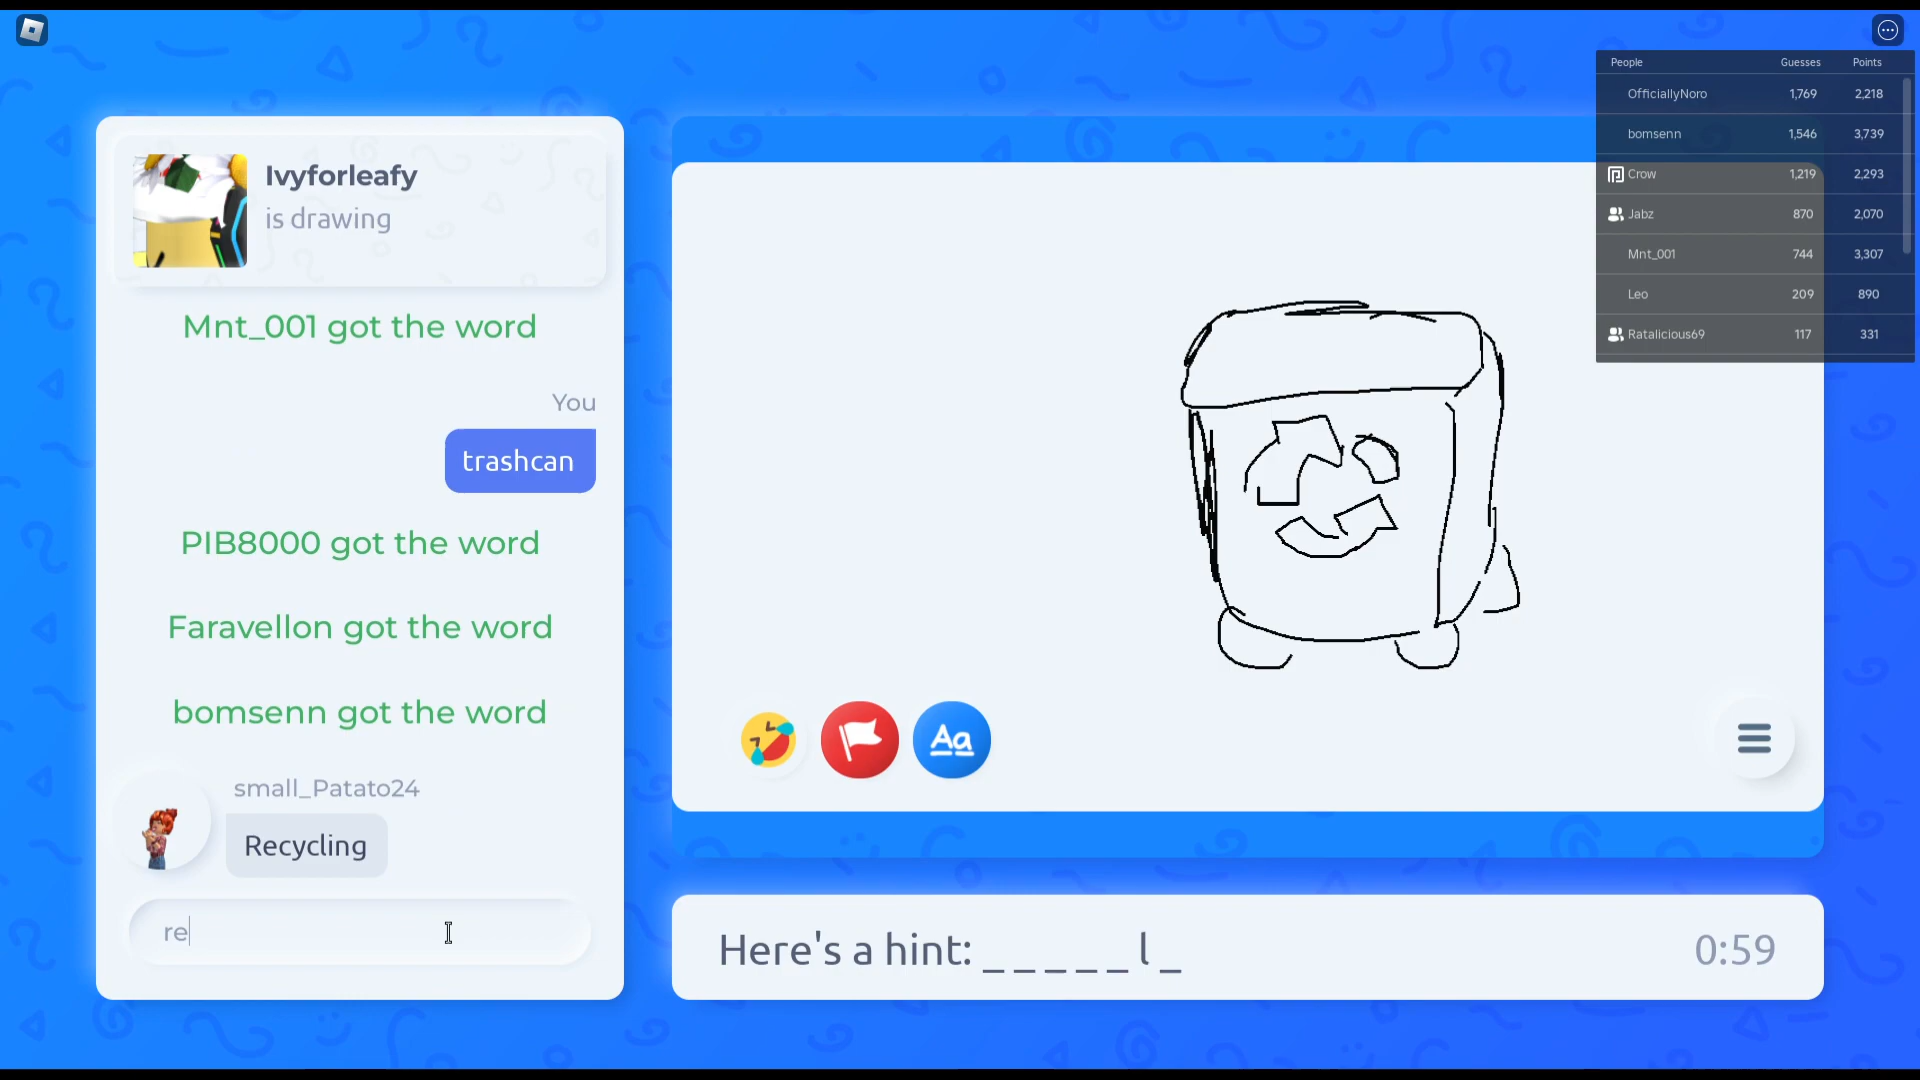 People Guesses Points
OfficiallyNoro 1,769 2,218
bomsenn 1,546 3,739
Crow 1,219 2,293
Jabz 870 2,070
Mnt_001 744 3,307
Leo 209 890
Ratalicious69 117 331
Ivyforleafy
is drawing
Mnt_001 got the word
You
trashcan
PIB8000 got the word
Faravellon got the word
bomsenn got the word
small_Patato24
Recycling
re
Aa
Here's a hint: _ _ _ _ _ l _ 0:59